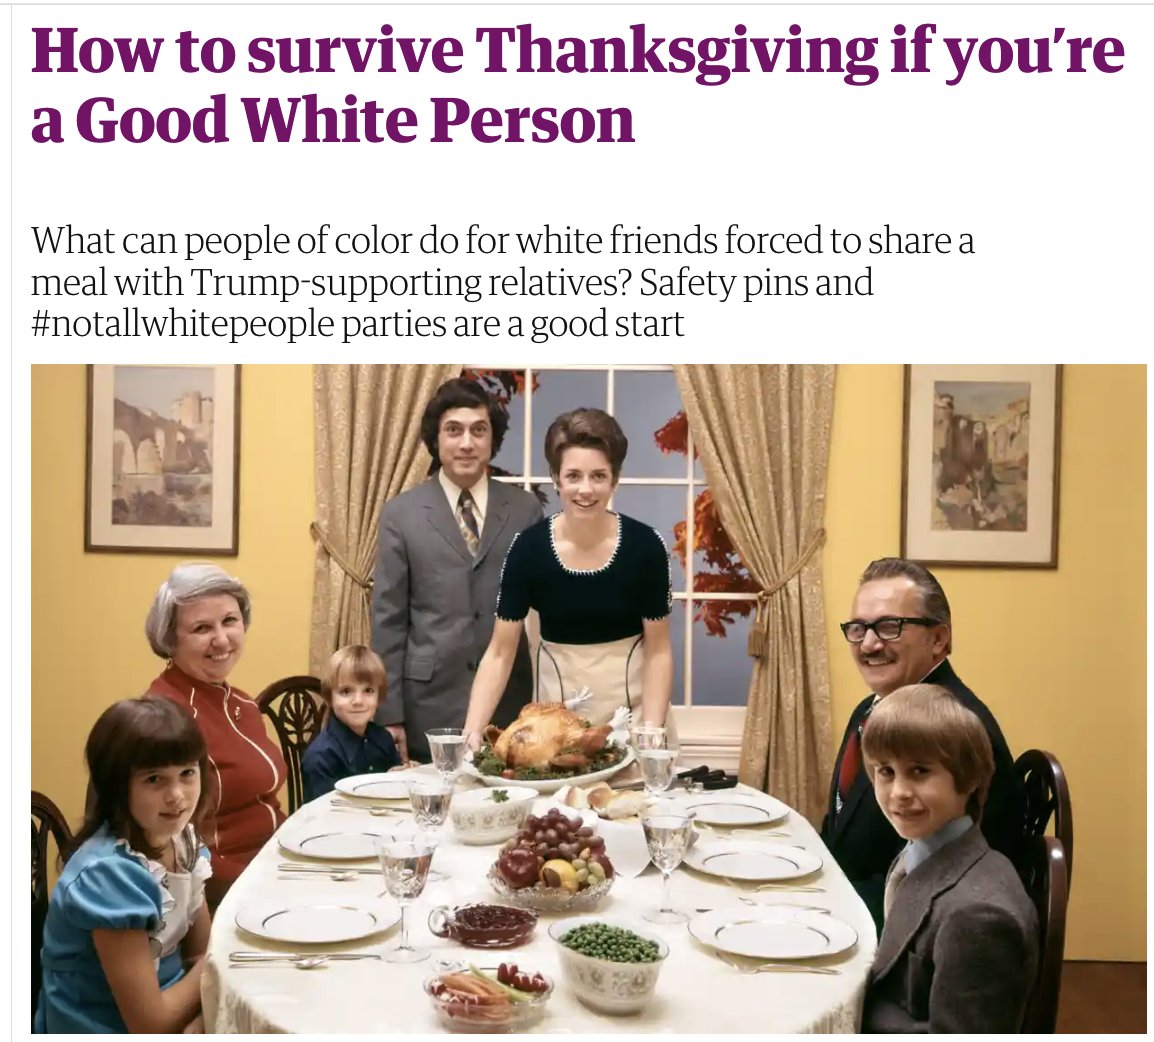 How to survive Thanksgiving if you’re
a Good White Person
What can people of color do for white friends forced to share a
meal with Trump-supporting relatives? Safety pins and
#notallwhitepeople parties are a good start